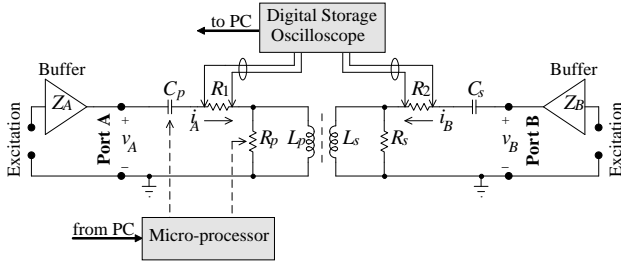 to PC
Digital Storage
Oscilloscope
Buffer
Z_A
Excitation
Port A
+
v_A
−
C_p
R_1
i_A
R_p
L_p
L_s
R_s
R_2
i_B
C_s
Port B
+
v_B
−
Buffer
Z_B
Excitation
from PC
Micro-processor